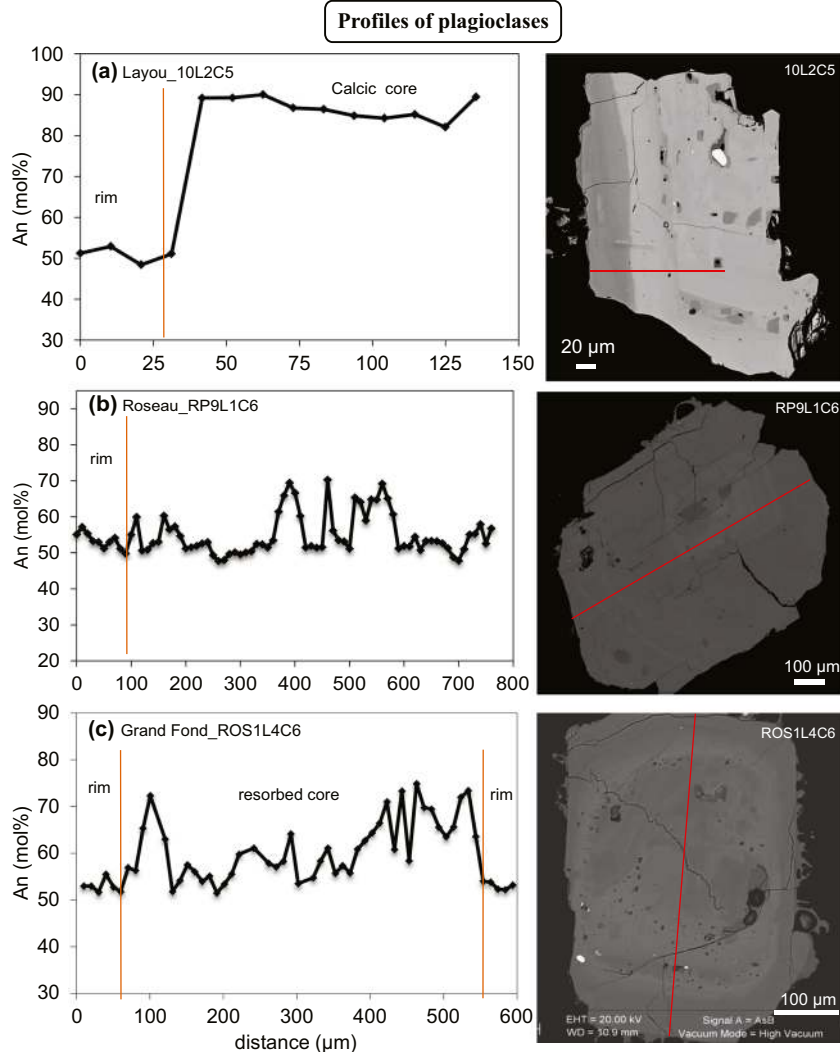 Profiles of plagioclases
(a) Layou_10L2C5
Calcic core
rim
An (mol%)
100
90
80
70
60
50
40
30
0 25 50 75 100 125 150
10L2C5
20 µm
(b) Roseau_RP9L1C6
rim
An (mol%)
90
80
70
60
50
40
30
20
0 100 200 300 400 500 600 700 800
RP9L1C6
100 µm
(c) Grand Fond_ROS1L4C6
rim
resorbed core
rim
An (mol%)
90
80
70
60
50
40
30
0 100 200 300 400 500 600
distance (µm)
ROS1L4C6
100 µm
EHT = 20.00 kV Signal A = AsB
WD = 10.9 mm Vacuum Mode = High Vacuum